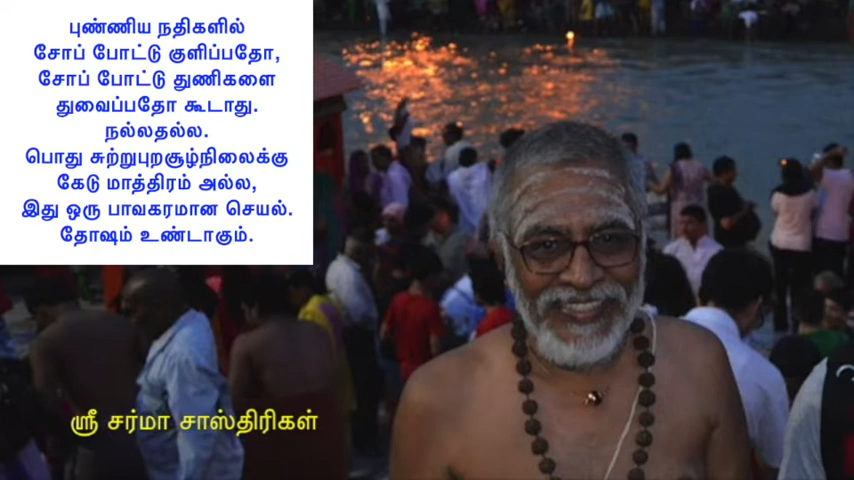 புண்ணிய நதிகளில்
சோப் போட்டு குளிப்பதோ,
சோப் போட்டு துணிகளை
துவைப்பதோ கூடாது.
நல்லதல்ல.
பொது சுற்றுபுறசூழ்நிலைக்கு
கேடு மாத்திரம் அல்ல,
இது ஒரு பாவகரமான செயல்.
தோஷம் உண்டாகும்.
ஸ்ரீ சர்மா சாஸ்திரிகள்